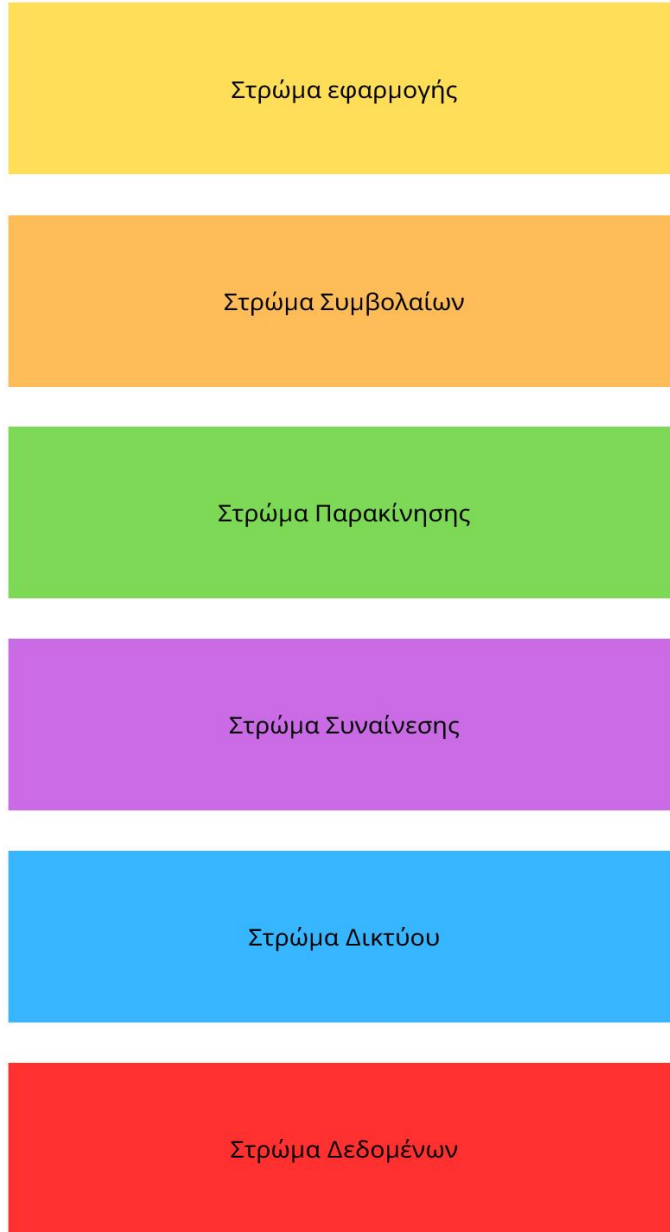 Στρώμα εφαρμογής
Στρώμα Συμβολαίων
Στρώμα Παρακίνησης
Στρώμα Συναίνεσης
Στρώμα Δικτύου
Στρώμα Δεδομένων